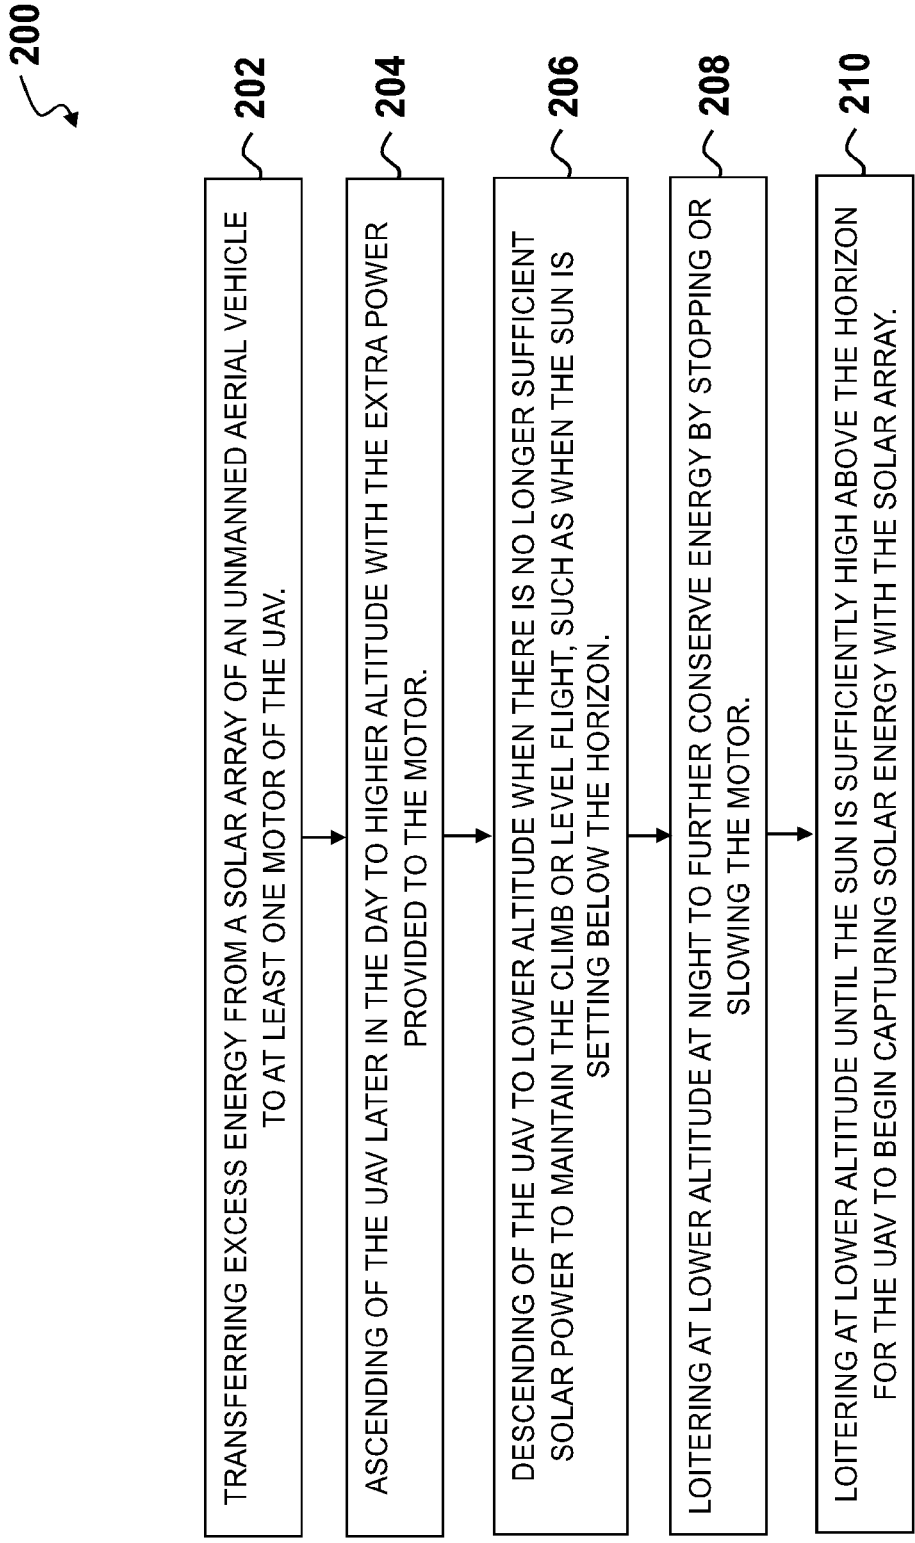 200
TRANSFERRING EXCESS ENERGY FROM A SOLAR ARRAY OF AN UNMANNED AERIAL VEHICLE
TO AT LEAST ONE MOTOR OF THE UAV.
202
ASCENDING OF THE UAV LATER IN THE DAY TO HIGHER ALTITUDE WITH THE EXTRA POWER
PROVIDED TO THE MOTOR.
204
DESCENDING OF THE UAV TO LOWER ALTITUDE WHEN THERE IS NO LONGER SUFFICIENT
SOLAR POWER TO MAINTAIN THE CLIMB OR LEVEL FLIGHT, SUCH AS WHEN THE SUN IS
SETTING BELOW THE HORIZON.
206
LOITERING AT LOWER ALTITUDE AT NIGHT TO FURTHER CONSERVE ENERGY BY STOPPING OR
SLOWING THE MOTOR.
208
LOITERING AT LOWER ALTITUDE UNTIL THE SUN IS SUFFICIENTLY HIGH ABOVE THE HORIZON
FOR THE UAV TO BEGIN CAPTURING SOLAR ENERGY WITH THE SOLAR ARRAY.
210